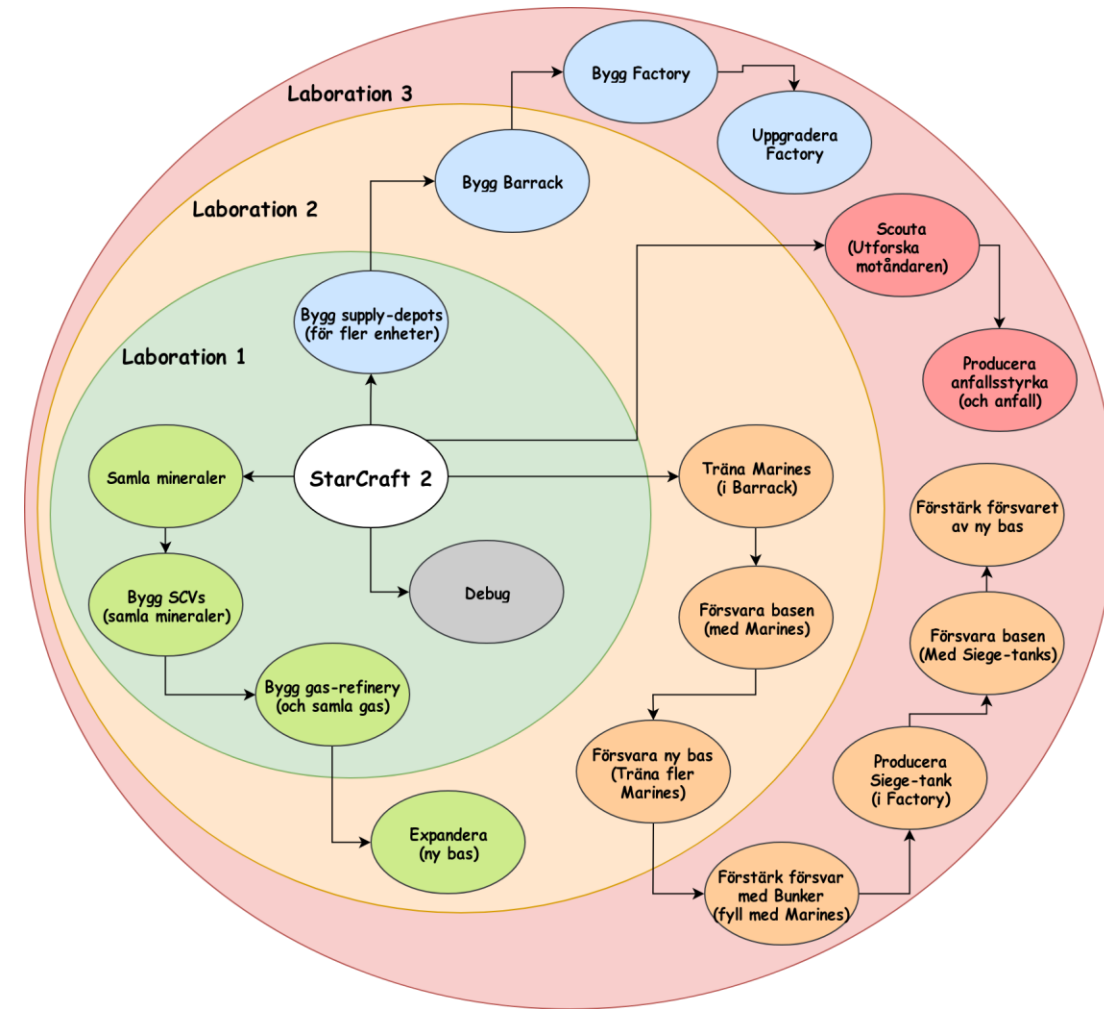 Laboration 3
Bygg Factory
Uppgradera
Factory
Laboration 2
Bygg Barrack
Scouta
(Utforska
motåndaren)
Laboration 1
Bygg supply-depots
(för fler enheter)
Producera
anfallsstyrka
(och anfall)
Samla mineraler
StarCraft 2
Träna Marines
(i Barrack)
Förstärk försvaret
av ny bas
Bygg SCVs
(samla mineraler)
Debug
Försvara basen
(med Marines)
Försvara basen
(Med Siege-tanks)
Bygg gas-refinery
(och samla gas)
Försvara ny bas
(Träna fler
Marines)
Producera
Siege-tank
(i Factory)
Expandera
(ny bas)
Förstärk försvar
med Bunker
(fyll med Marines)